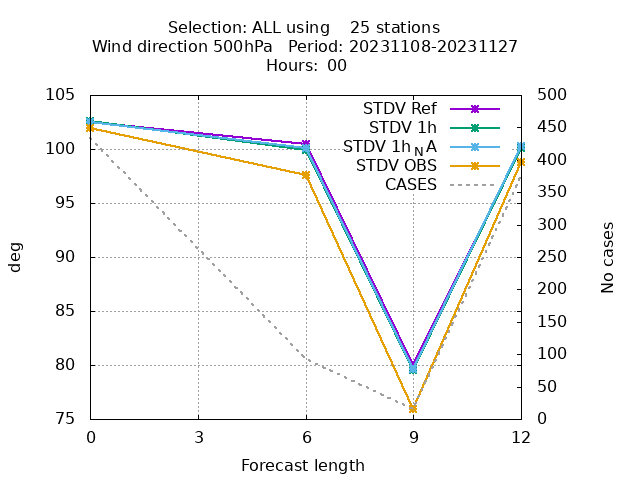 Selection: ALL using    25 stations
Wind direction 500hPa   Period: 20231108-20231127
Hours:  00
105
100
95
90
85
80
75
500
450
400
350
300
250
200
150
100
50
0
0
3
6
9
12
deg
No cases
Forecast length
STDV Ref
STDV 1h
STDV 1h_N A
STDV OBS
CASES